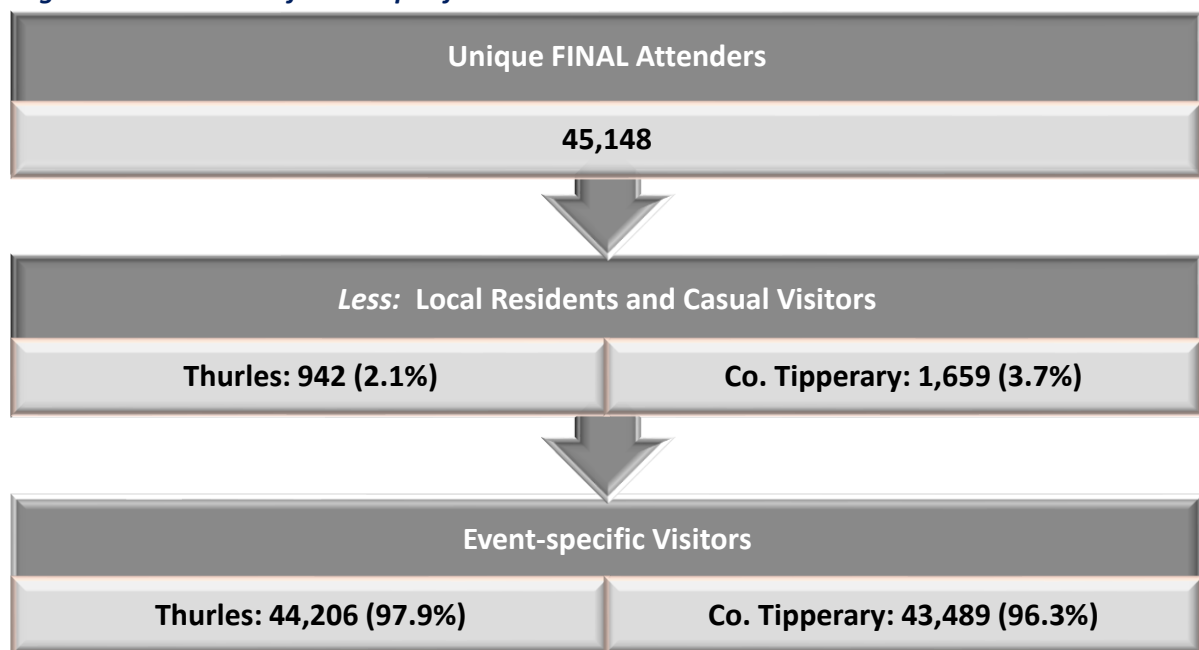 Unique FINAL Attenders
45,148
Less: Local Residents and Casual Visitors
Thurles: 942 (2.1%)
Co. Tipperary: 1,659 (3.7%)
Event-specific Visitors
Thurles: 44,206 (97.9%)
Co. Tipperary: 43,489 (96.3%)